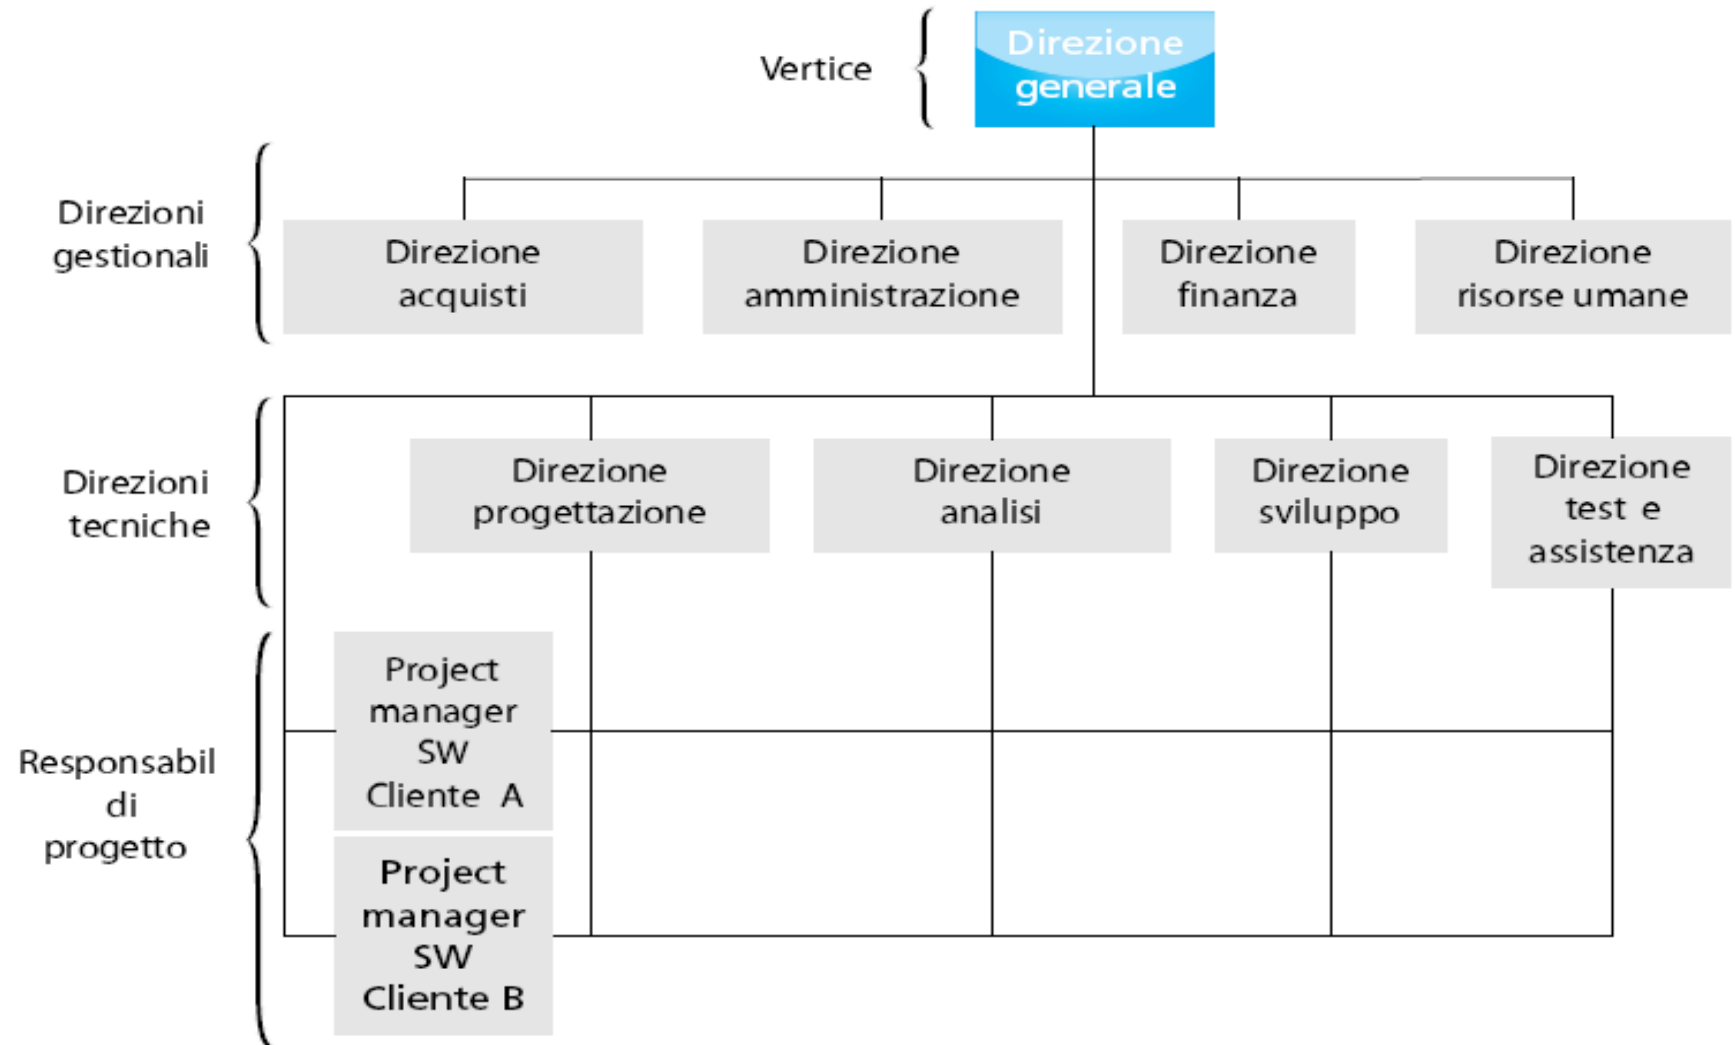 Vertice
Direzione
generale
Direzioni
gestionali
Direzione
acquisti
Direzione
amministrazione
Direzione
finanza
Direzione
risorse umane
Direzioni
tecniche
Direzione
progettazione
Direzione
analisi
Direzione
sviluppo
Direzione
test e
assistenza
Responsabil
di
progetto
Project
manager
SW
Cliente A
Project
manager
SW
Cliente B